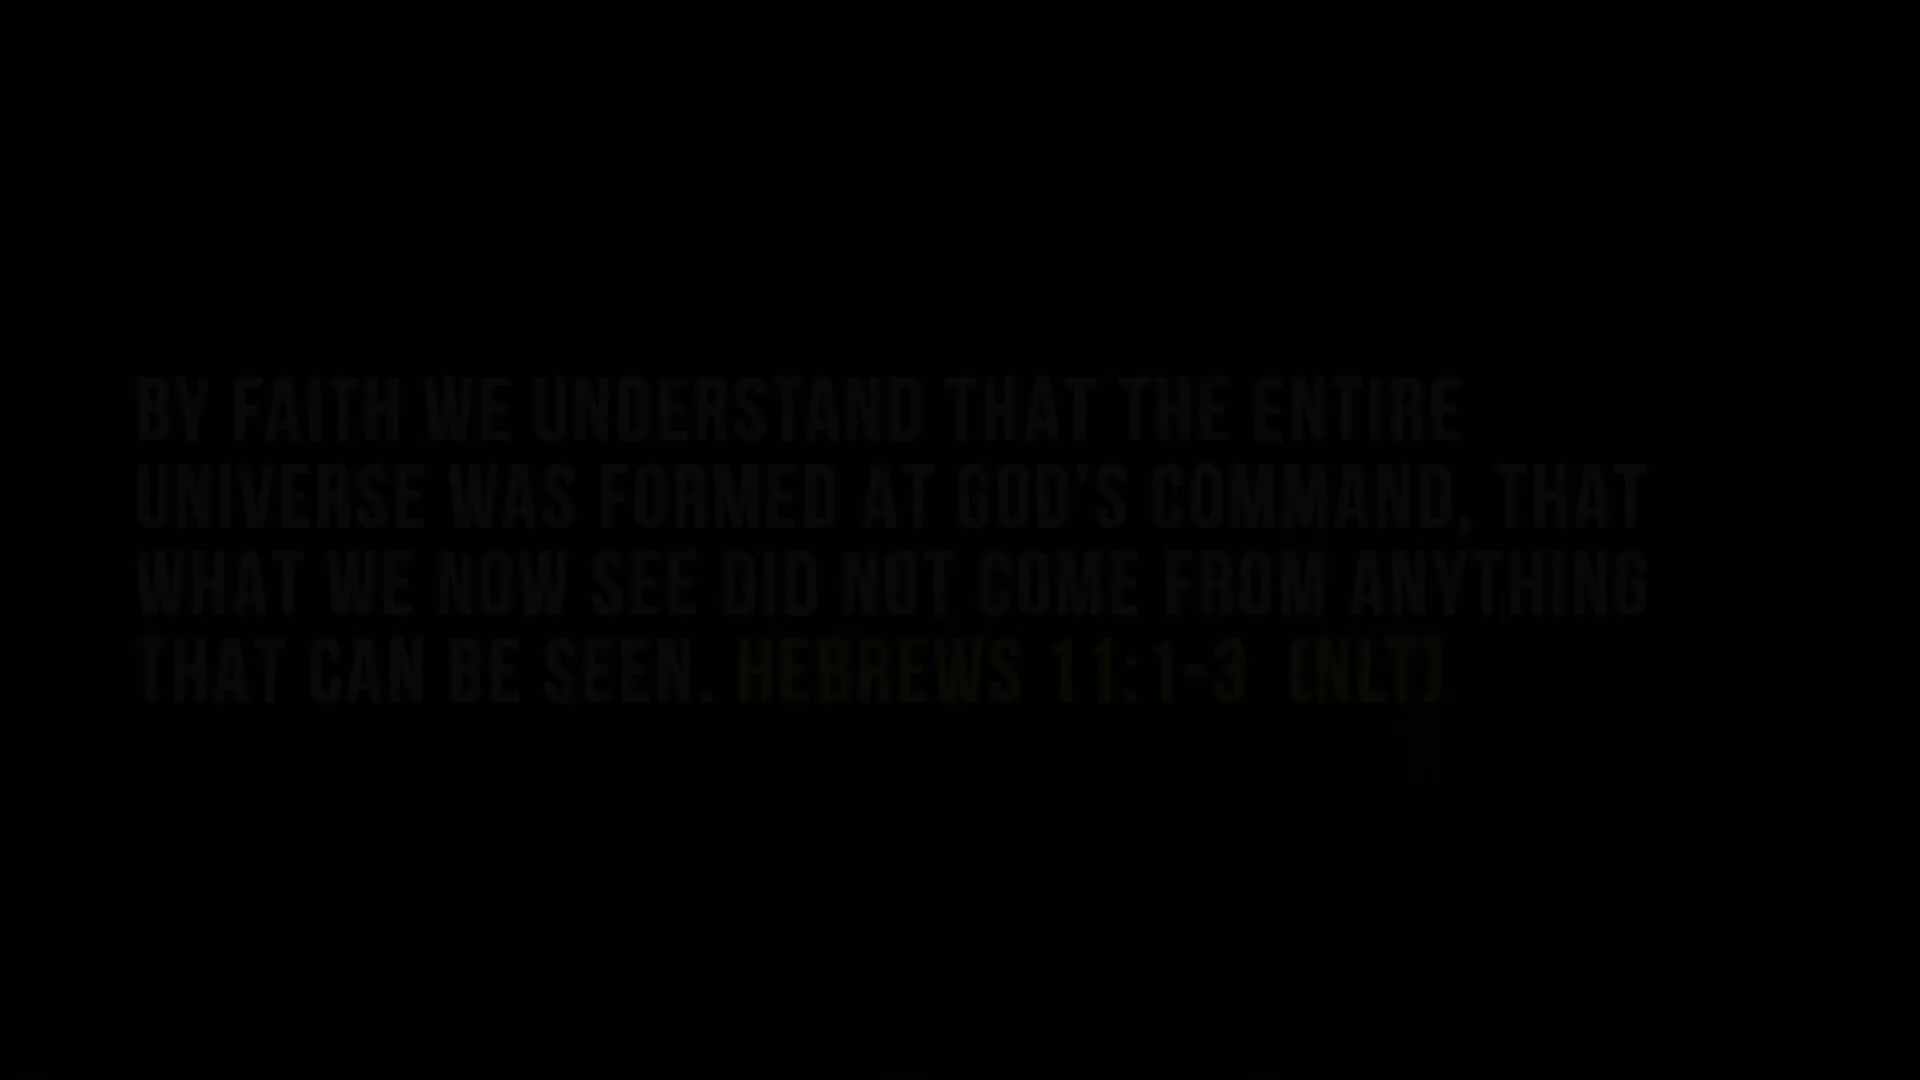 BY FAITH WE UNDERSTAND THAT THE ENTIRE
UNIVERSE WAS FORMED AT GOD'S COMMAND, THAT
WHAT WE NOW SEE DID NOT COME FROM ANYTHING
THAT CAN BE SEEN. HEBREWS 11:1-3 (NLT)